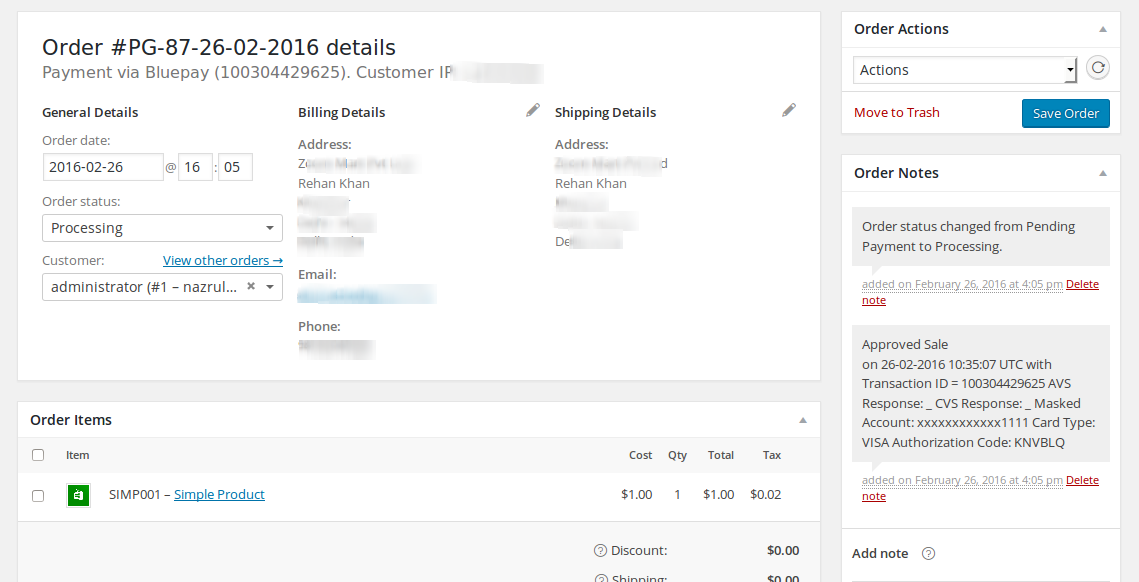 Order #PG-87-26-02-2016 details
Payment via Bluepay (100304429625). Customer IP
General Details
Order date:
2016-02-26 @ 16 : 05
Order status:
Processing
Customer: View other orders →
administrator (#1 – nazrul... ×
Billing Details
Address:
Rehan Khan
Email:
Phone:
Shipping Details
Address:
Rehan Khan
Order Items
Item Cost Qty Total Tax
SIMP001 – Simple Product $1.00 1 $1.00 $0.02
Discount: $0.00
Shipping: $0.00
Order Actions
Actions
Move to Trash Save Order
Order Notes
Order status changed from Pending
Payment to Processing.
added on February 26, 2016 at 4:05 pm Delete
note
Approved Sale
on 26-02-2016 10:35:07 UTC with
Transaction ID = 100304429625 AVS
Response: _ CVS Response: _ Masked
Account: xxxxxxxxxxxx1111 Card Type:
VISA Authorization Code: KNVBLQ
added on February 26, 2016 at 4:05 pm Delete
note
Add note ?